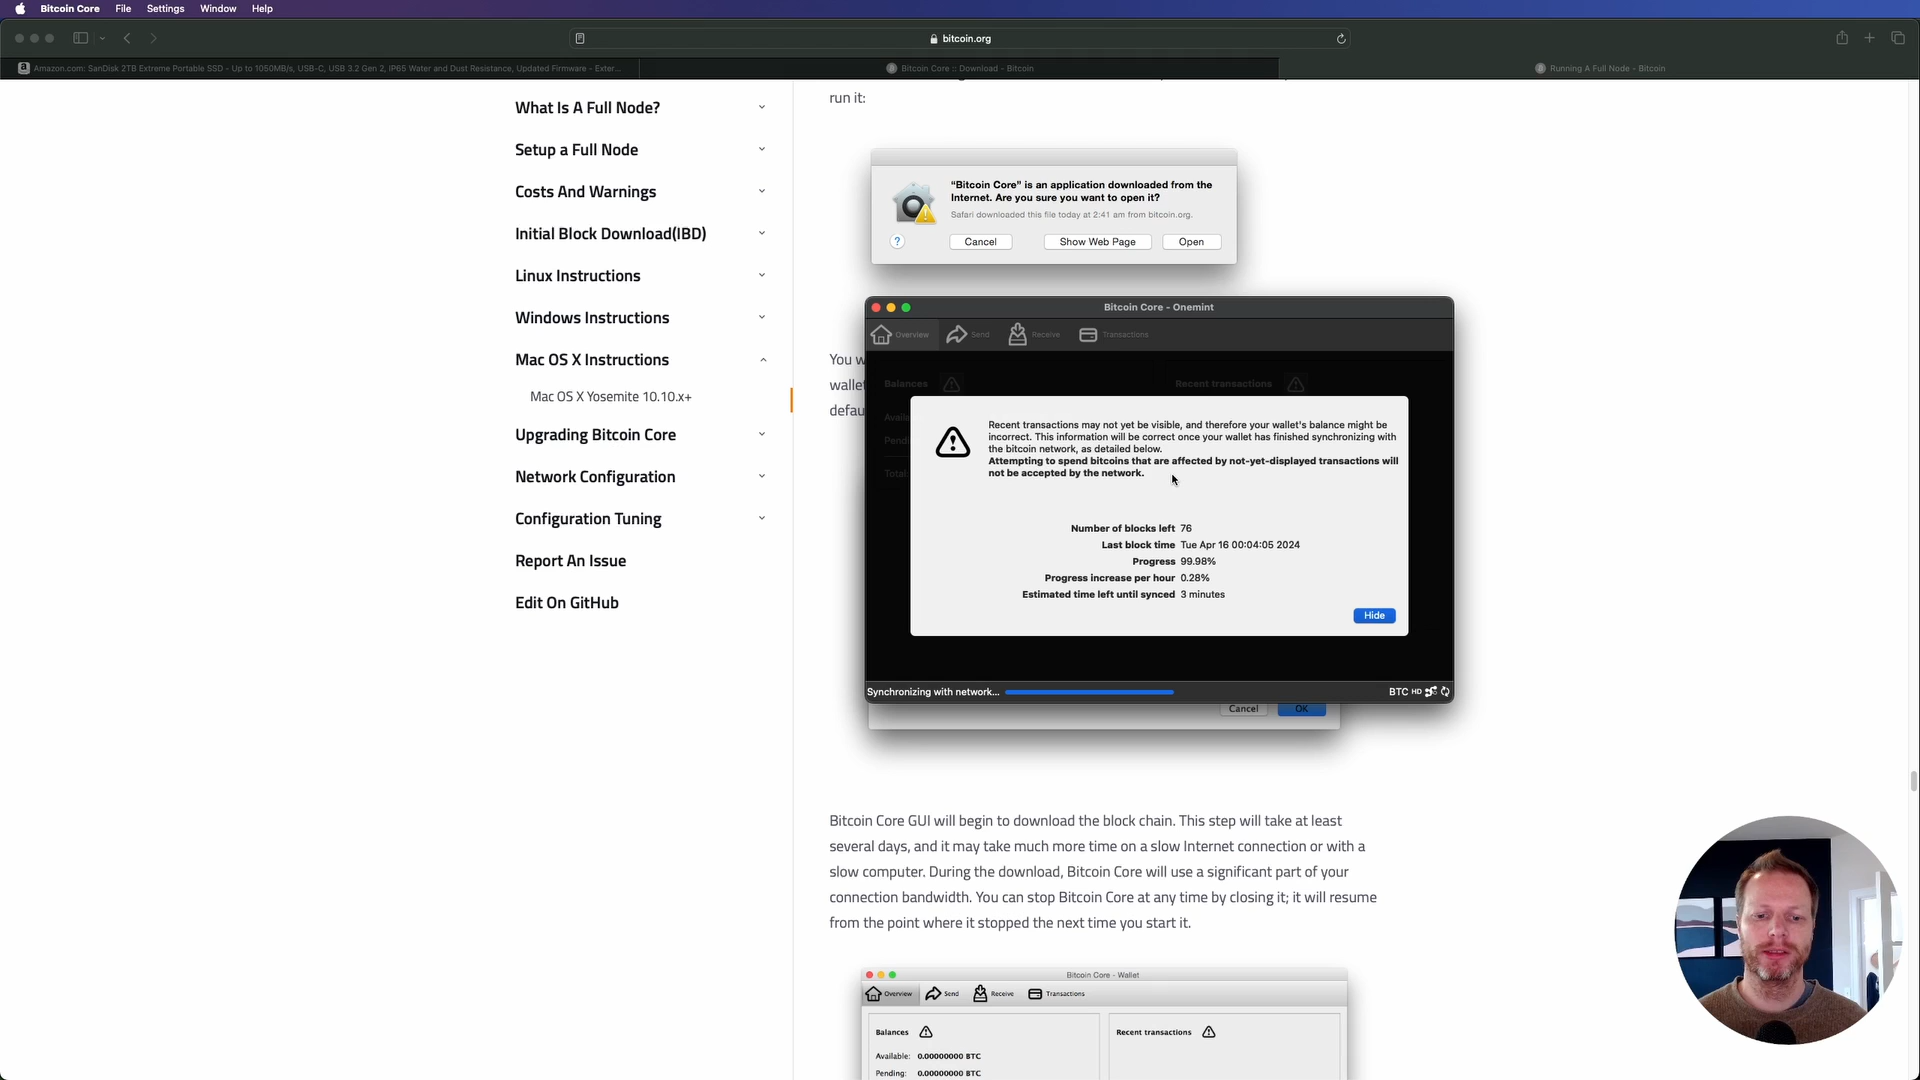 Bitcoin Core File Settings Window Help
bitcoin.org
Amazon.com: SanDisk 2TB Extreme Portable SSD - Up to 1050MB/s, USB-C, USB 3.2 Gen 2, IP65 Water and Dust Resistance, Updated Firmware - Exter...
Bitcoin Core :: Download - Bitcoin
Running A Full Node - Bitcoin
What Is A Full Node?
Setup a Full Node
Costs And Warnings
Initial Block Download(IBD)
Linux Instructions
Windows Instructions
Mac OS X Instructions
Mac OS X Yosemite 10.10.x+
Upgrading Bitcoin Core
Network Configuration
Configuration Tuning
Report An Issue
Edit On GitHub
run it:
“Bitcoin Core” is an application downloaded from the
Internet. Are you sure you want to open it?
Safari downloaded this file today at 2:41 am from bitcoin.org.
? Cancel Show Web Page Open
You w
wallet
defau
Bitcoin Core - Onemint
Overview Send Receive Transactions
Balances Recent transactions
Availa
Pendi
Total:
Recent transactions may not yet be visible, and therefore your wallet's balance might be
incorrect. This information will be correct once your wallet has finished synchronizing with
the bitcoin network, as detailed below.
Attempting to spend bitcoins that are affected by not-yet-displayed transactions will
not be accepted by the network.
Number of blocks left 76
Last block time Tue Apr 16 00:04:05 2024
Progress 99.98%
Progress increase per hour 0.28%
Estimated time left until synced 3 minutes
Hide
Synchronizing with network... BTC HD
Cancel OK
Bitcoin Core GUI will begin to download the block chain. This step will take at least
several days, and it may take much more time on a slow Internet connection or with a
slow computer. During the download, Bitcoin Core will use a significant part of your
connection bandwidth. You can stop Bitcoin Core at any time by closing it; it will resume
from the point where it stopped the next time you start it.
Bitcoin Core - Wallet
Overview Send Receive Transactions
Balances Recent transactions
Available: 0.00000000 BTC
Pending: 0.00000000 BTC